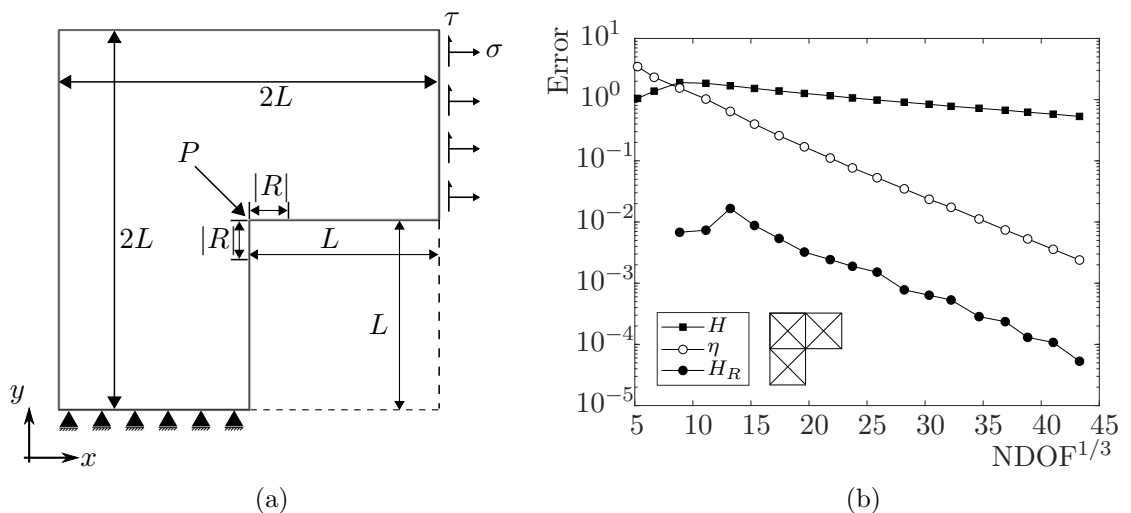 τ
σ
2L
P
|R|
2L
|R|
L
L
y
x
(a)
Error
10^1
10^0
10^{-1}
10^{-2}
10^{-3}
10^{-4}
10^{-5}
H
η
H_R
5 10 15 20 25 30 35 40 45
NDOF^{1/3}
(b)